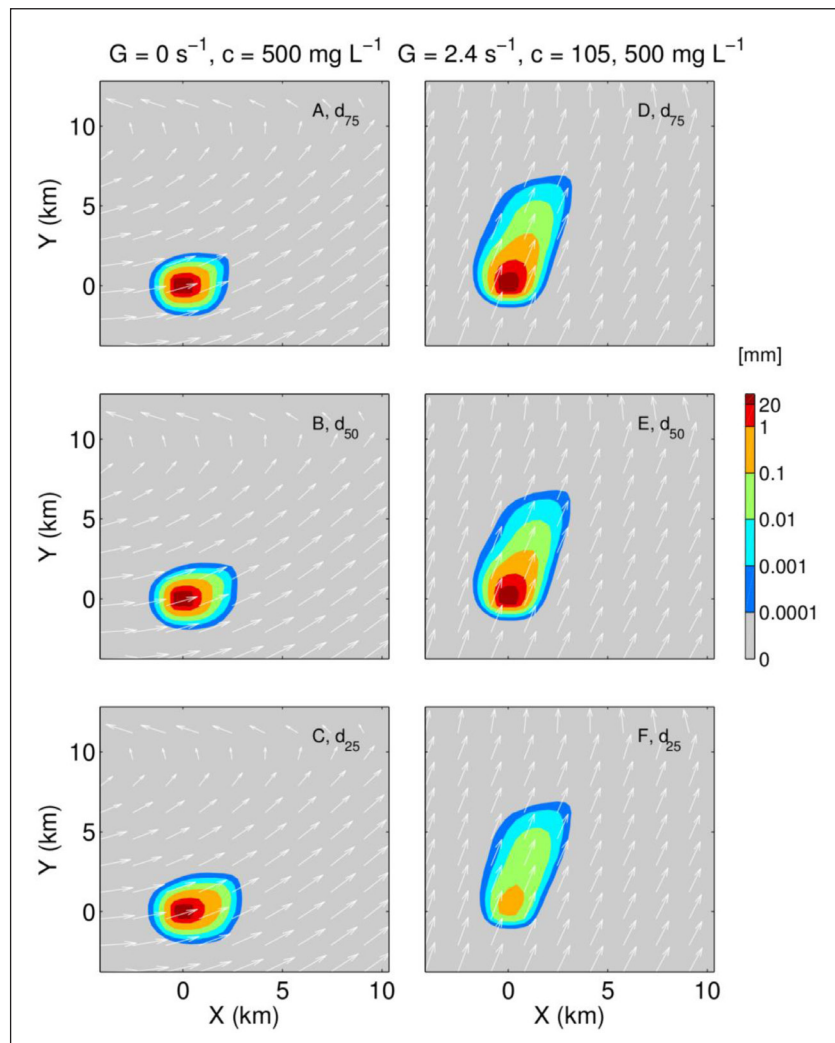 G = 0 s⁻¹, c = 500 mg L⁻¹ G = 2.4 s⁻¹, c = 105, 500 mg L⁻¹
A, d₇₅
D, d₇₅
10
5
0
Y (km)
[mm]
B, d₅₀
E, d₅₀
10
5
0
Y (km)
20
1
0.1
0.01
0.001
0.0001
0
C, d₂₅
F, d₂₅
10
5
0
Y (km)
0 5 10
0 5 10
X (km)
X (km)